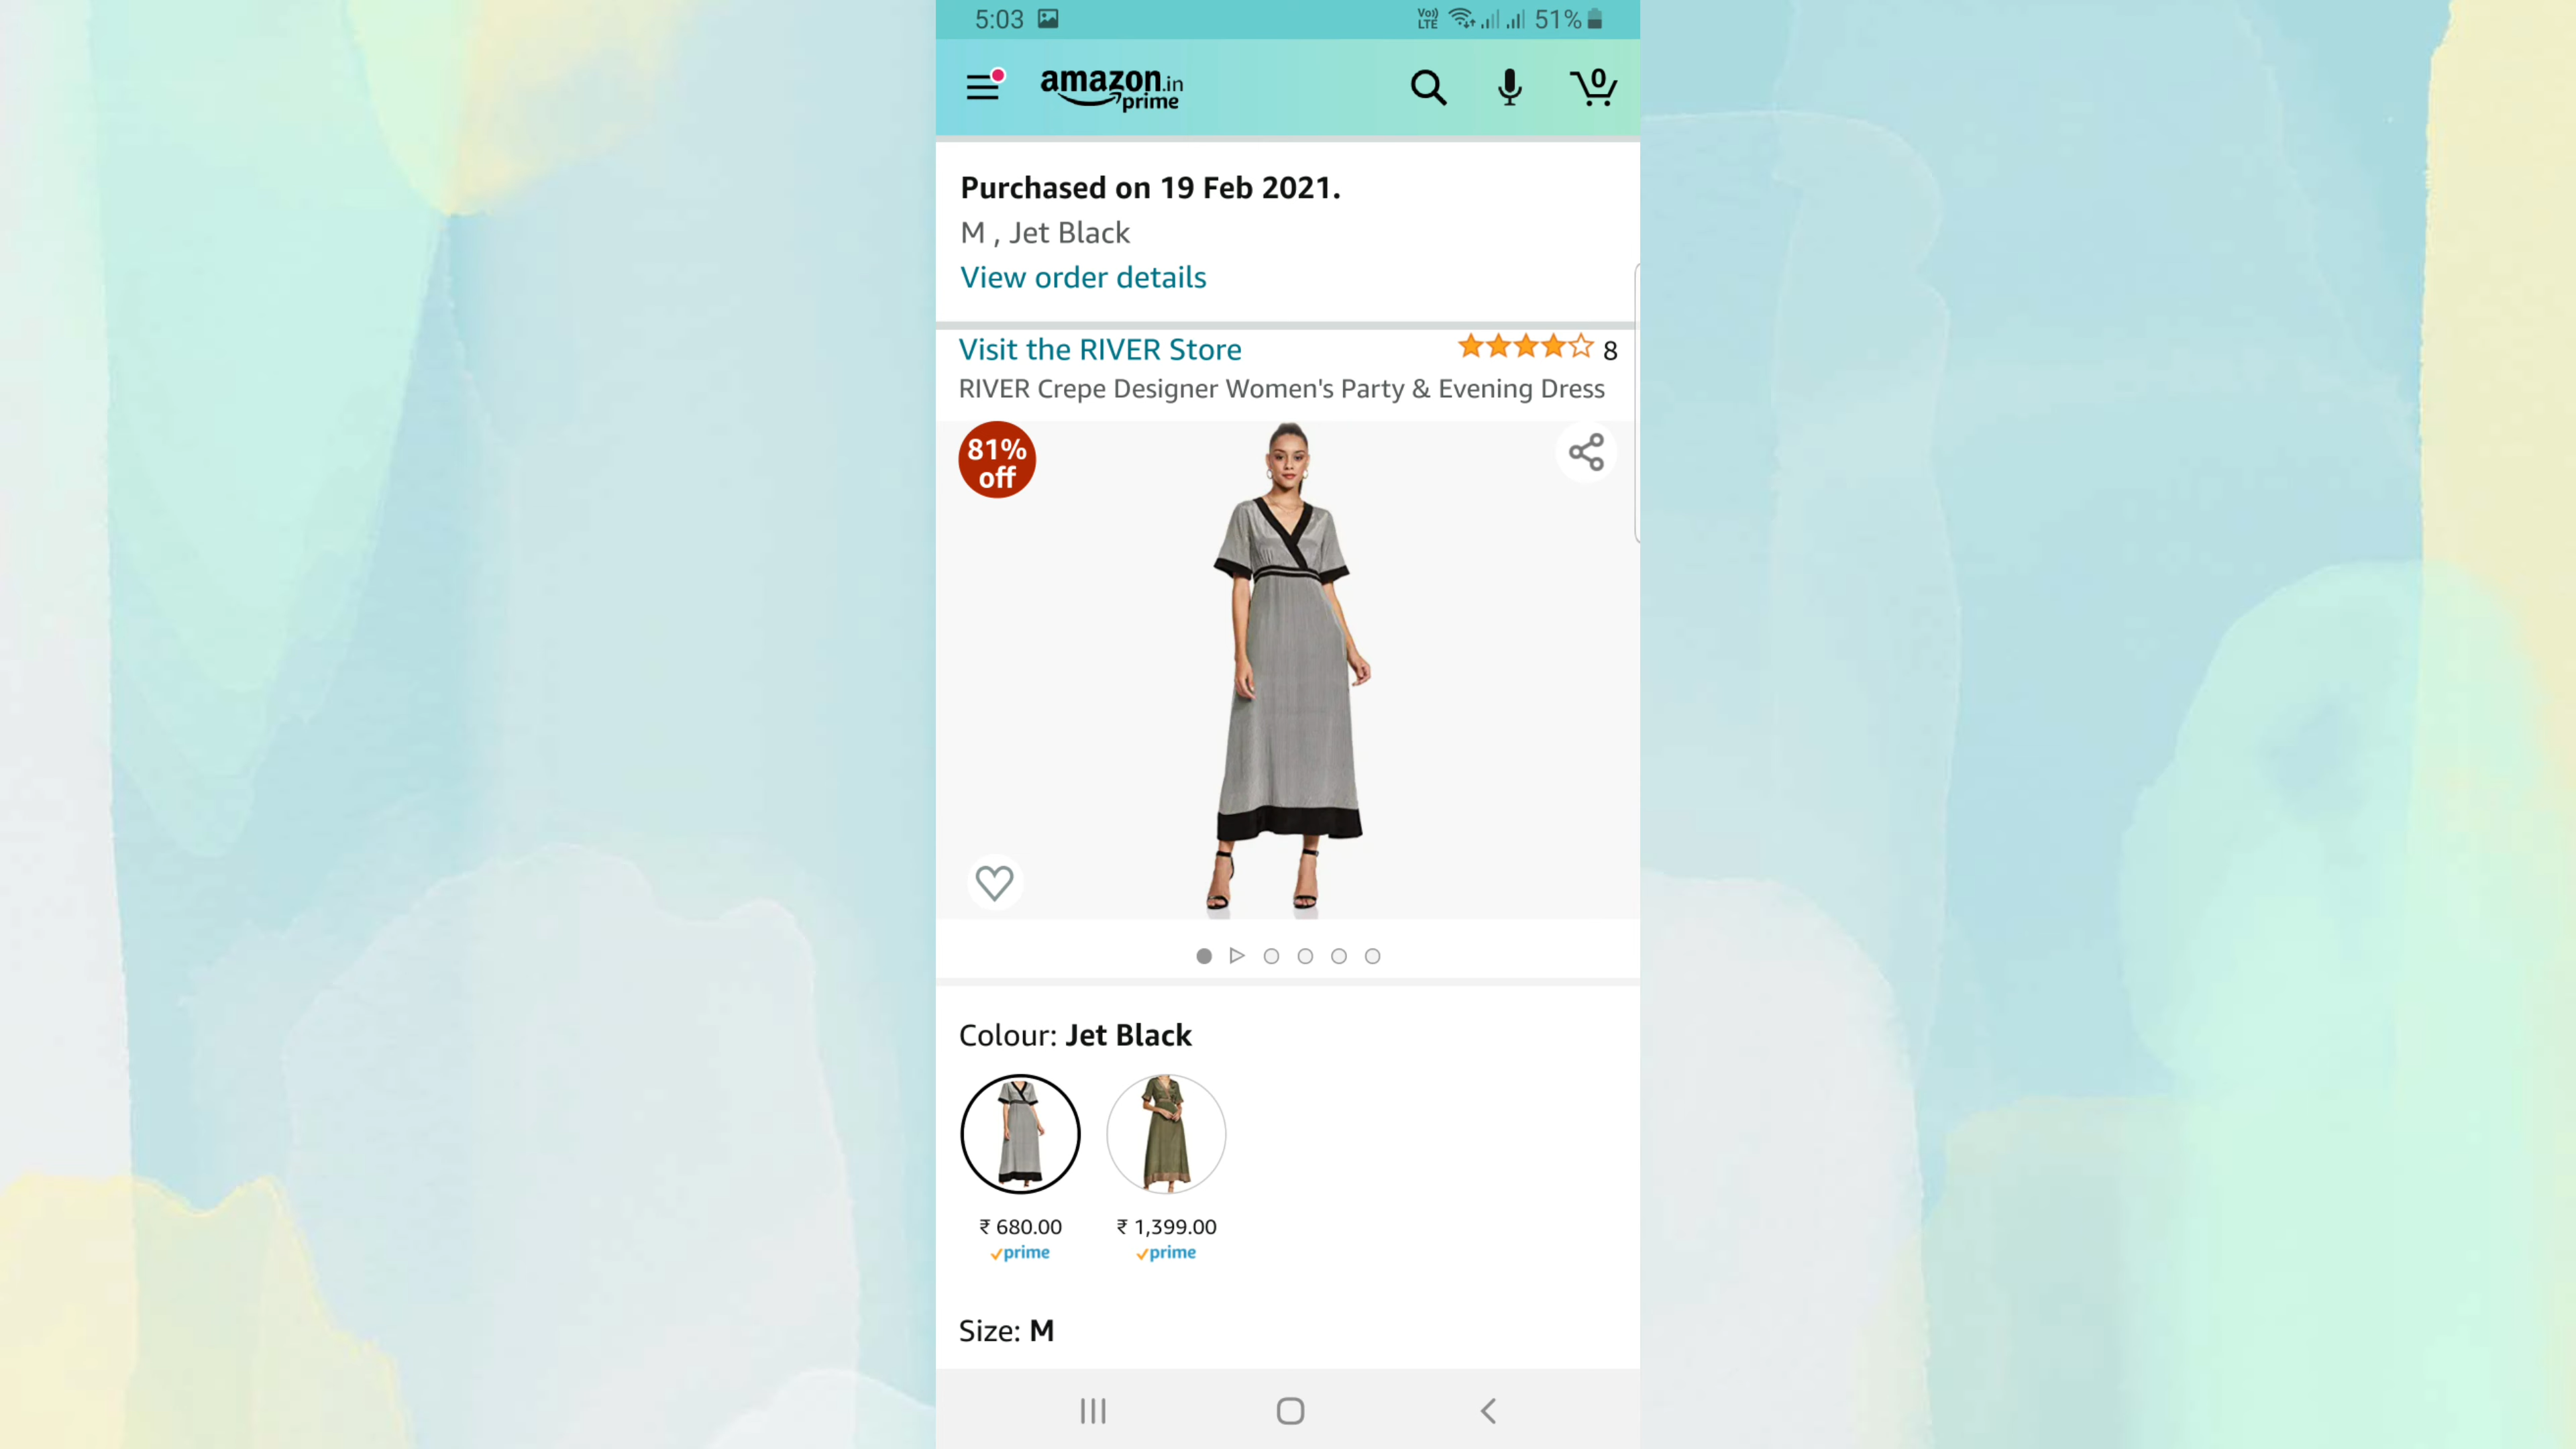 5:03
Vo)) LTE 51%
amazon.in
prime
0
Purchased on 19 Feb 2021.
M , Jet Black
View order details
Visit the RIVER Store
8
RIVER Crepe Designer Women's Party & Evening Dress
81%
off
Colour: Jet Black
₹ 680.00
₹ 1,399.00
prime
prime
Size: M